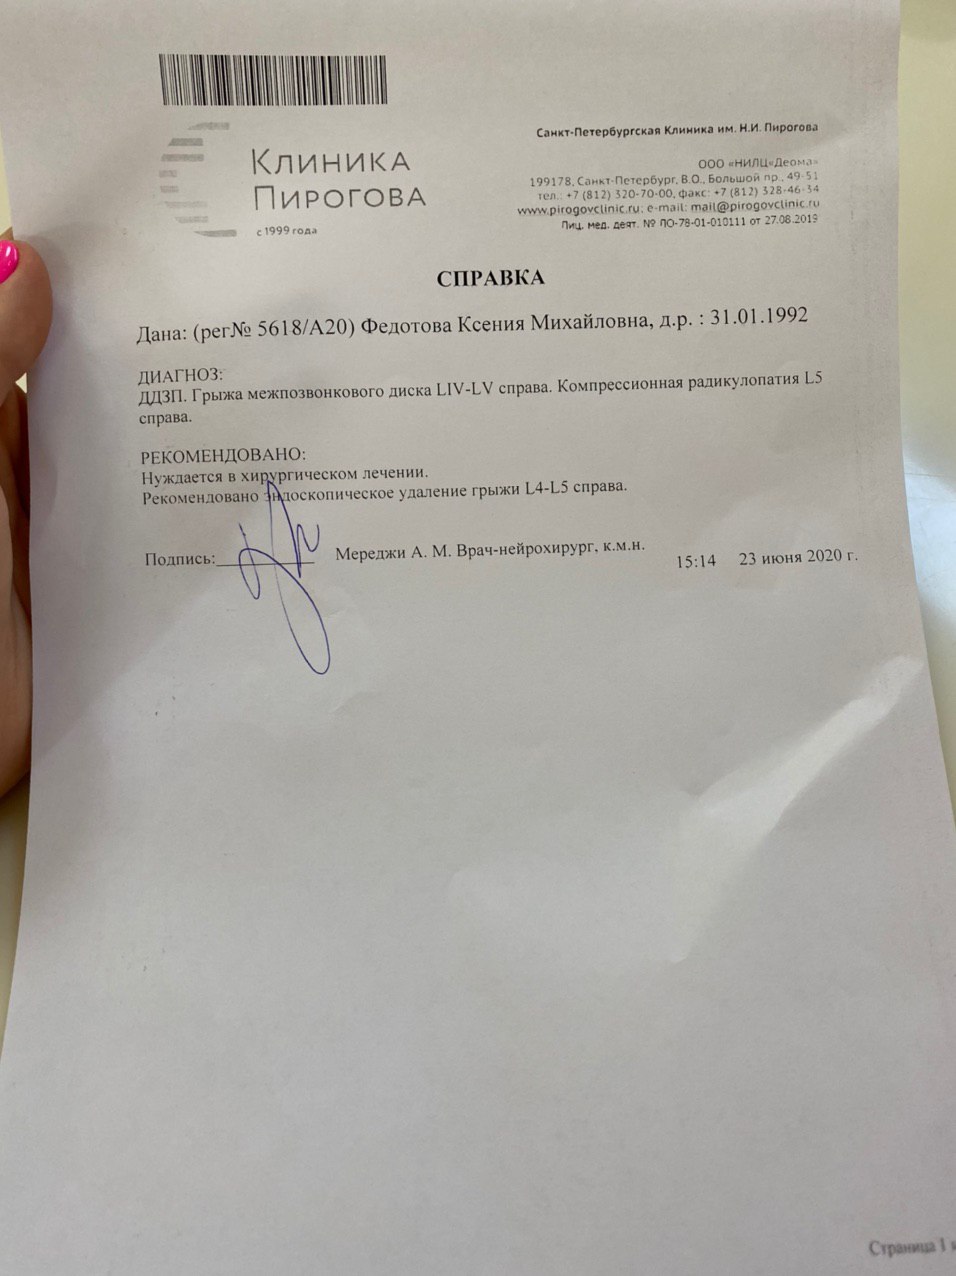 КЛИНИКА
ПИРОГОВА
с 1999 года
Санкт-Петербургская Клиника им. Н.И. Пирогова
ООО «НИЛЦ«Деома»
199178, Санкт-Петербург, В.О., Большой пр., 49-51
тел.: +7 (812) 320-70-00, факс: +7 (812) 328-46-34
www.pirogovclinic.ru; e-mail: mail@pirogovclinic.ru
Лиц. мед. деят. № ЛО-78-01-010111 от 27.08.2019
СПРАВКА
Дана: (рег№ 5618/А20) Федотова Ксения Михайловна, д.р. : 31.01.1992
ДИАГНОЗ:
ДДЗП. Грыжа межпозвонкового диска LIV-LV справа. Компрессионная радикулопатия L5
справа.
РЕКОМЕНДОВАНО:
Нуждается в хирургическом лечении.
Рекомендовано эндоскопическое удаление грыжи L4-L5 справа.
Подпись: Мереджи А. М. Врач-нейрохирург, к.м.н. 15:14 23 июня 2020 г.
Страница 1